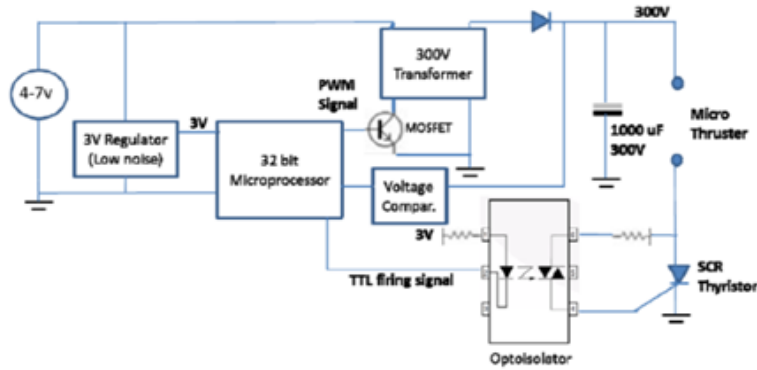 300V
4-7v
300V
Transformer
PWM
Signal
MOSFET
3V Regulator
(Low noise)
3V
32 bit
Microprocessor
Voltage
Compar.
1000 uF
300V
Micro
Thruster
3V
TTL firing signal
SCR
Thyristor
Optoisolator